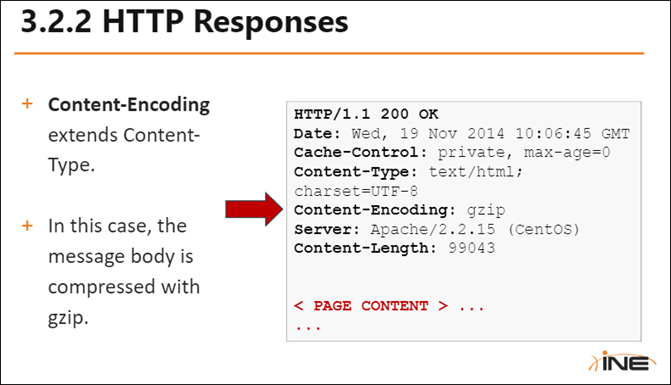 3.2.2 HTTP Responses
+ Content-Encoding
extends Content-
Type.
+ In this case, the
message body is
compressed with
gzip.
HTTP/1.1 200 OK
Date: Wed, 19 Nov 2014 10:06:45 GMT
Cache-Control: private, max-age=0
Content-Type: text/html;
charset=UTF-8
Content-Encoding: gzip
Server: Apache/2.2.15 (CentOS)
Content-Length: 99043
< PAGE CONTENT > ...
...
INE